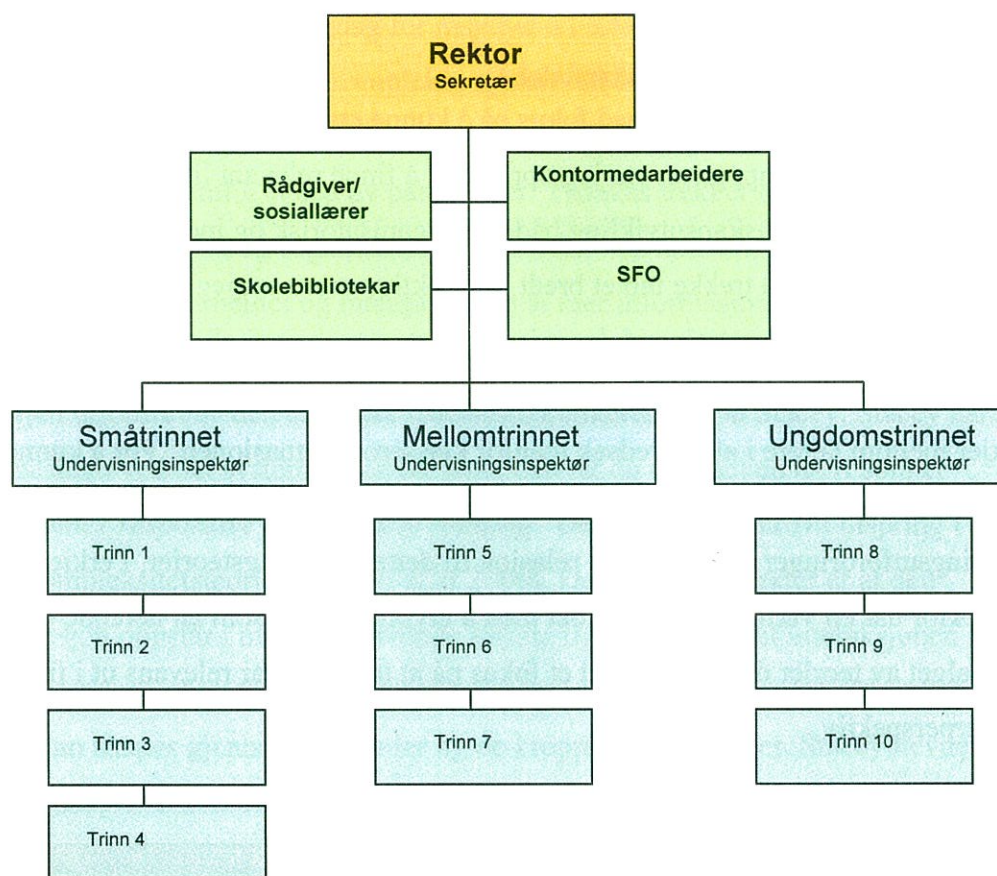 Rektor
Sekretær
Rådgiver/
sosiallærer
Kontormedarbeidere
Skolebibliotekar
SFO
Småtrinnet
Undervisningsinspektør
Mellomtrinnet
Undervisningsinspektør
Ungdomstrinnet
Undervisningsinspektør
Trinn 1
Trinn 5
Trinn 8
Trinn 2
Trinn 6
Trinn 9
Trinn 3
Trinn 7
Trinn 10
Trinn 4